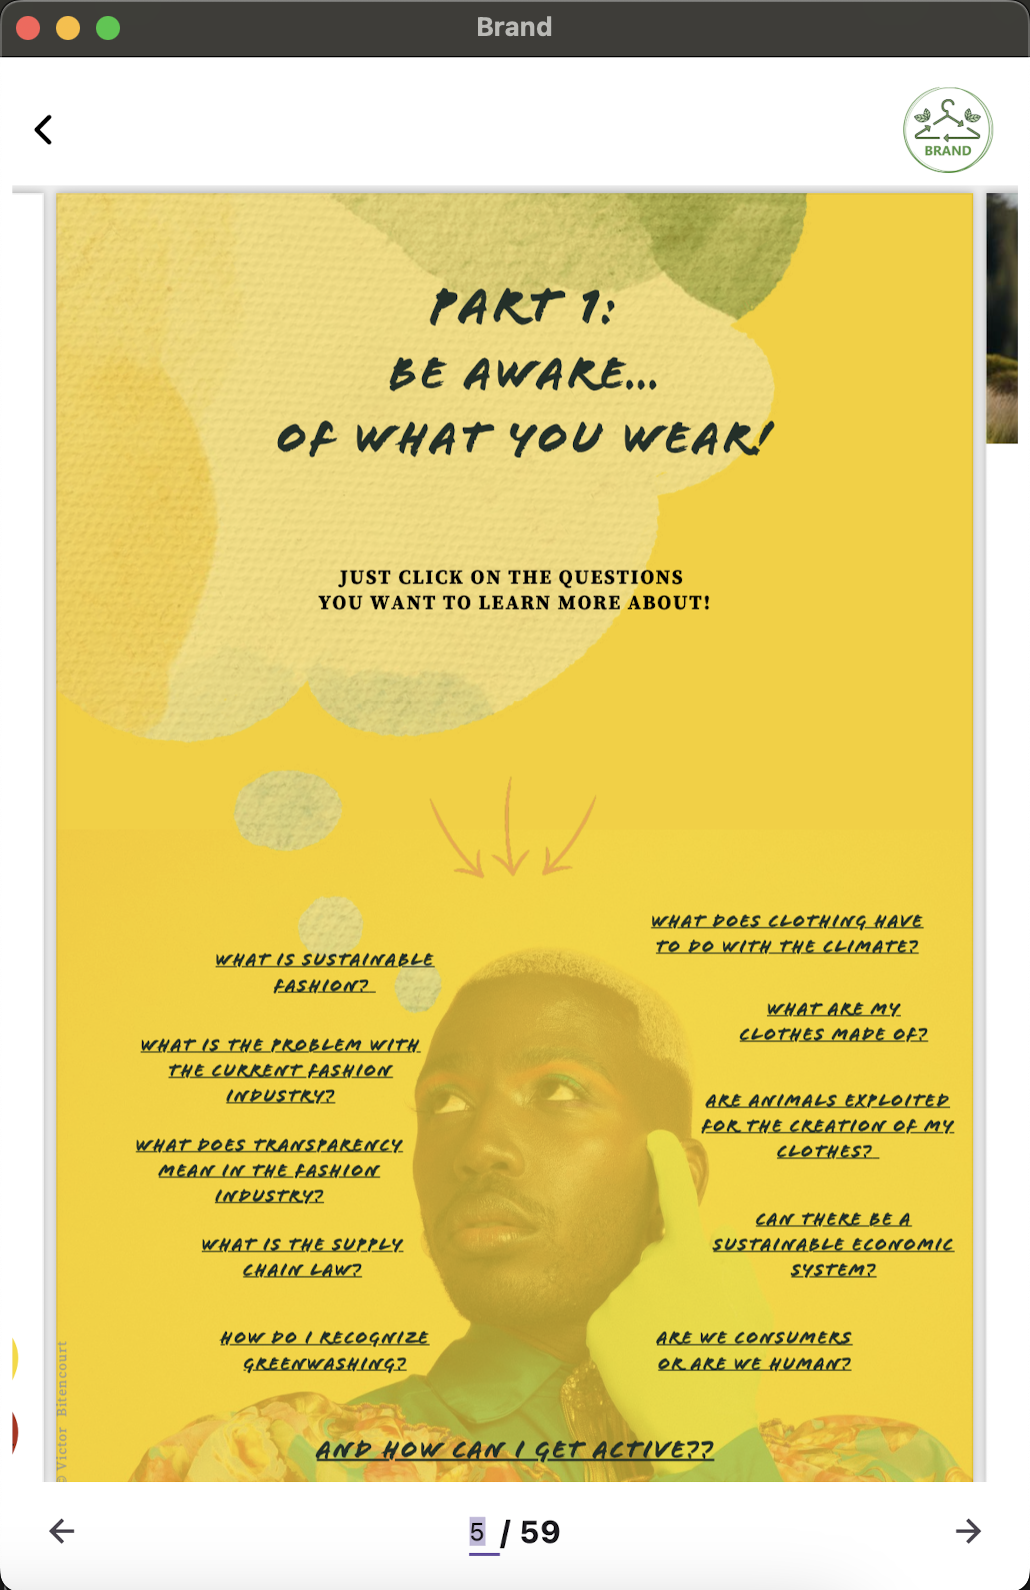 Brand
BRAND
PART 1:
BE AWARE...
OF WHAT YOU WEAR!
JUST CLICK ON THE QUESTIONS
YOU WANT TO LEARN MORE ABOUT!
WHAT IS SUSTAINABLE
FASHION?
WHAT IS THE PROBLEM WITH
THE CURRENT FASHION
INDUSTRY?
WHAT DOES TRANSPARENCY
MEAN IN THE FASHION
INDUSTRY?
WHAT IS THE SUPPLY
CHAIN LAW?
HOW DO I RECOGNIZE
GREENWASHING?
WHAT DOES CLOTHING HAVE
TO DO WITH THE CLIMATE?
WHAT ARE MY
CLOTHES MADE OF?
ARE ANIMALS EXPLOITED
FOR THE CREATION OF MY
CLOTHES?
CAN THERE BE A
SUSTAINABLE ECONOMIC
SYSTEM?
ARE WE CONSUMERS
OR ARE WE HUMAN?
AND HOW CAN I GET ACTIVE??
© Victor Bitencourt
5 / 59